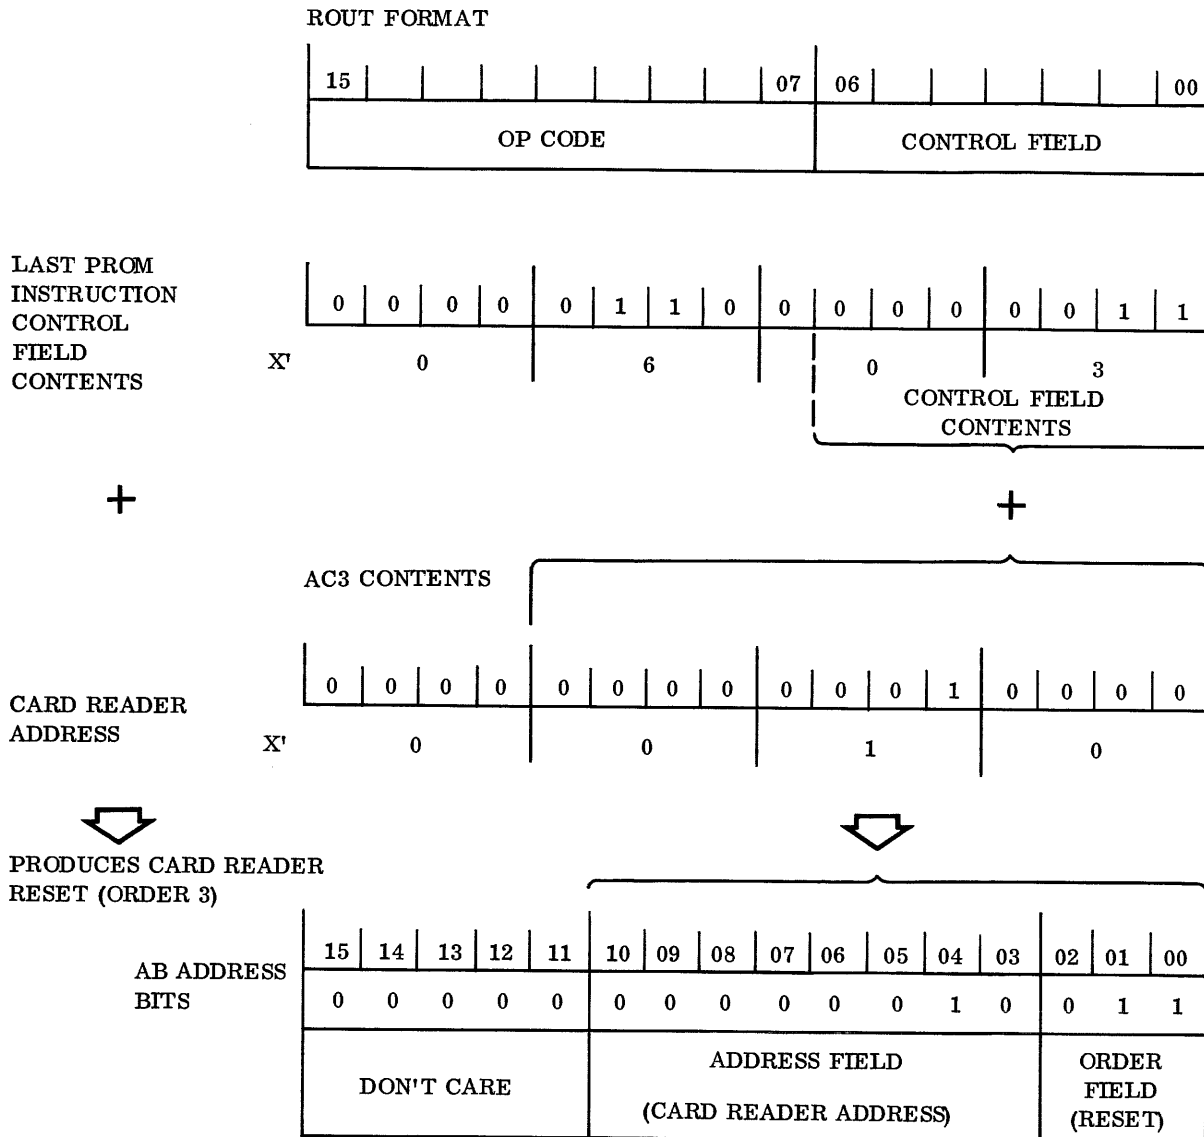 ROUT FORMAT
15 07 06 00
OP CODE CONTROL FIELD
LAST PROM
INSTRUCTION
CONTROL
FIELD
CONTENTS
0 0 0 0 0 1 1 0 0 0 0 0 0 0 1 1
X' 0 6 0 3
CONTROL FIELD
CONTENTS
+ +
AC3 CONTENTS
CARD READER
ADDRESS
0 0 0 0 0 0 0 0 0 0 0 1 0 0 0 0
X' 0 0 1 0
PRODUCES CARD READER
RESET (ORDER 3)
15 14 13 12 11 10 09 08 07 06 05 04 03 02 01 00
AB ADDRESS
BITS
0 0 0 0 0 0 0 0 0 0 0 1 0 0 1 1
DON'T CARE
ADDRESS FIELD
(CARD READER ADDRESS)
ORDER
FIELD
(RESET)